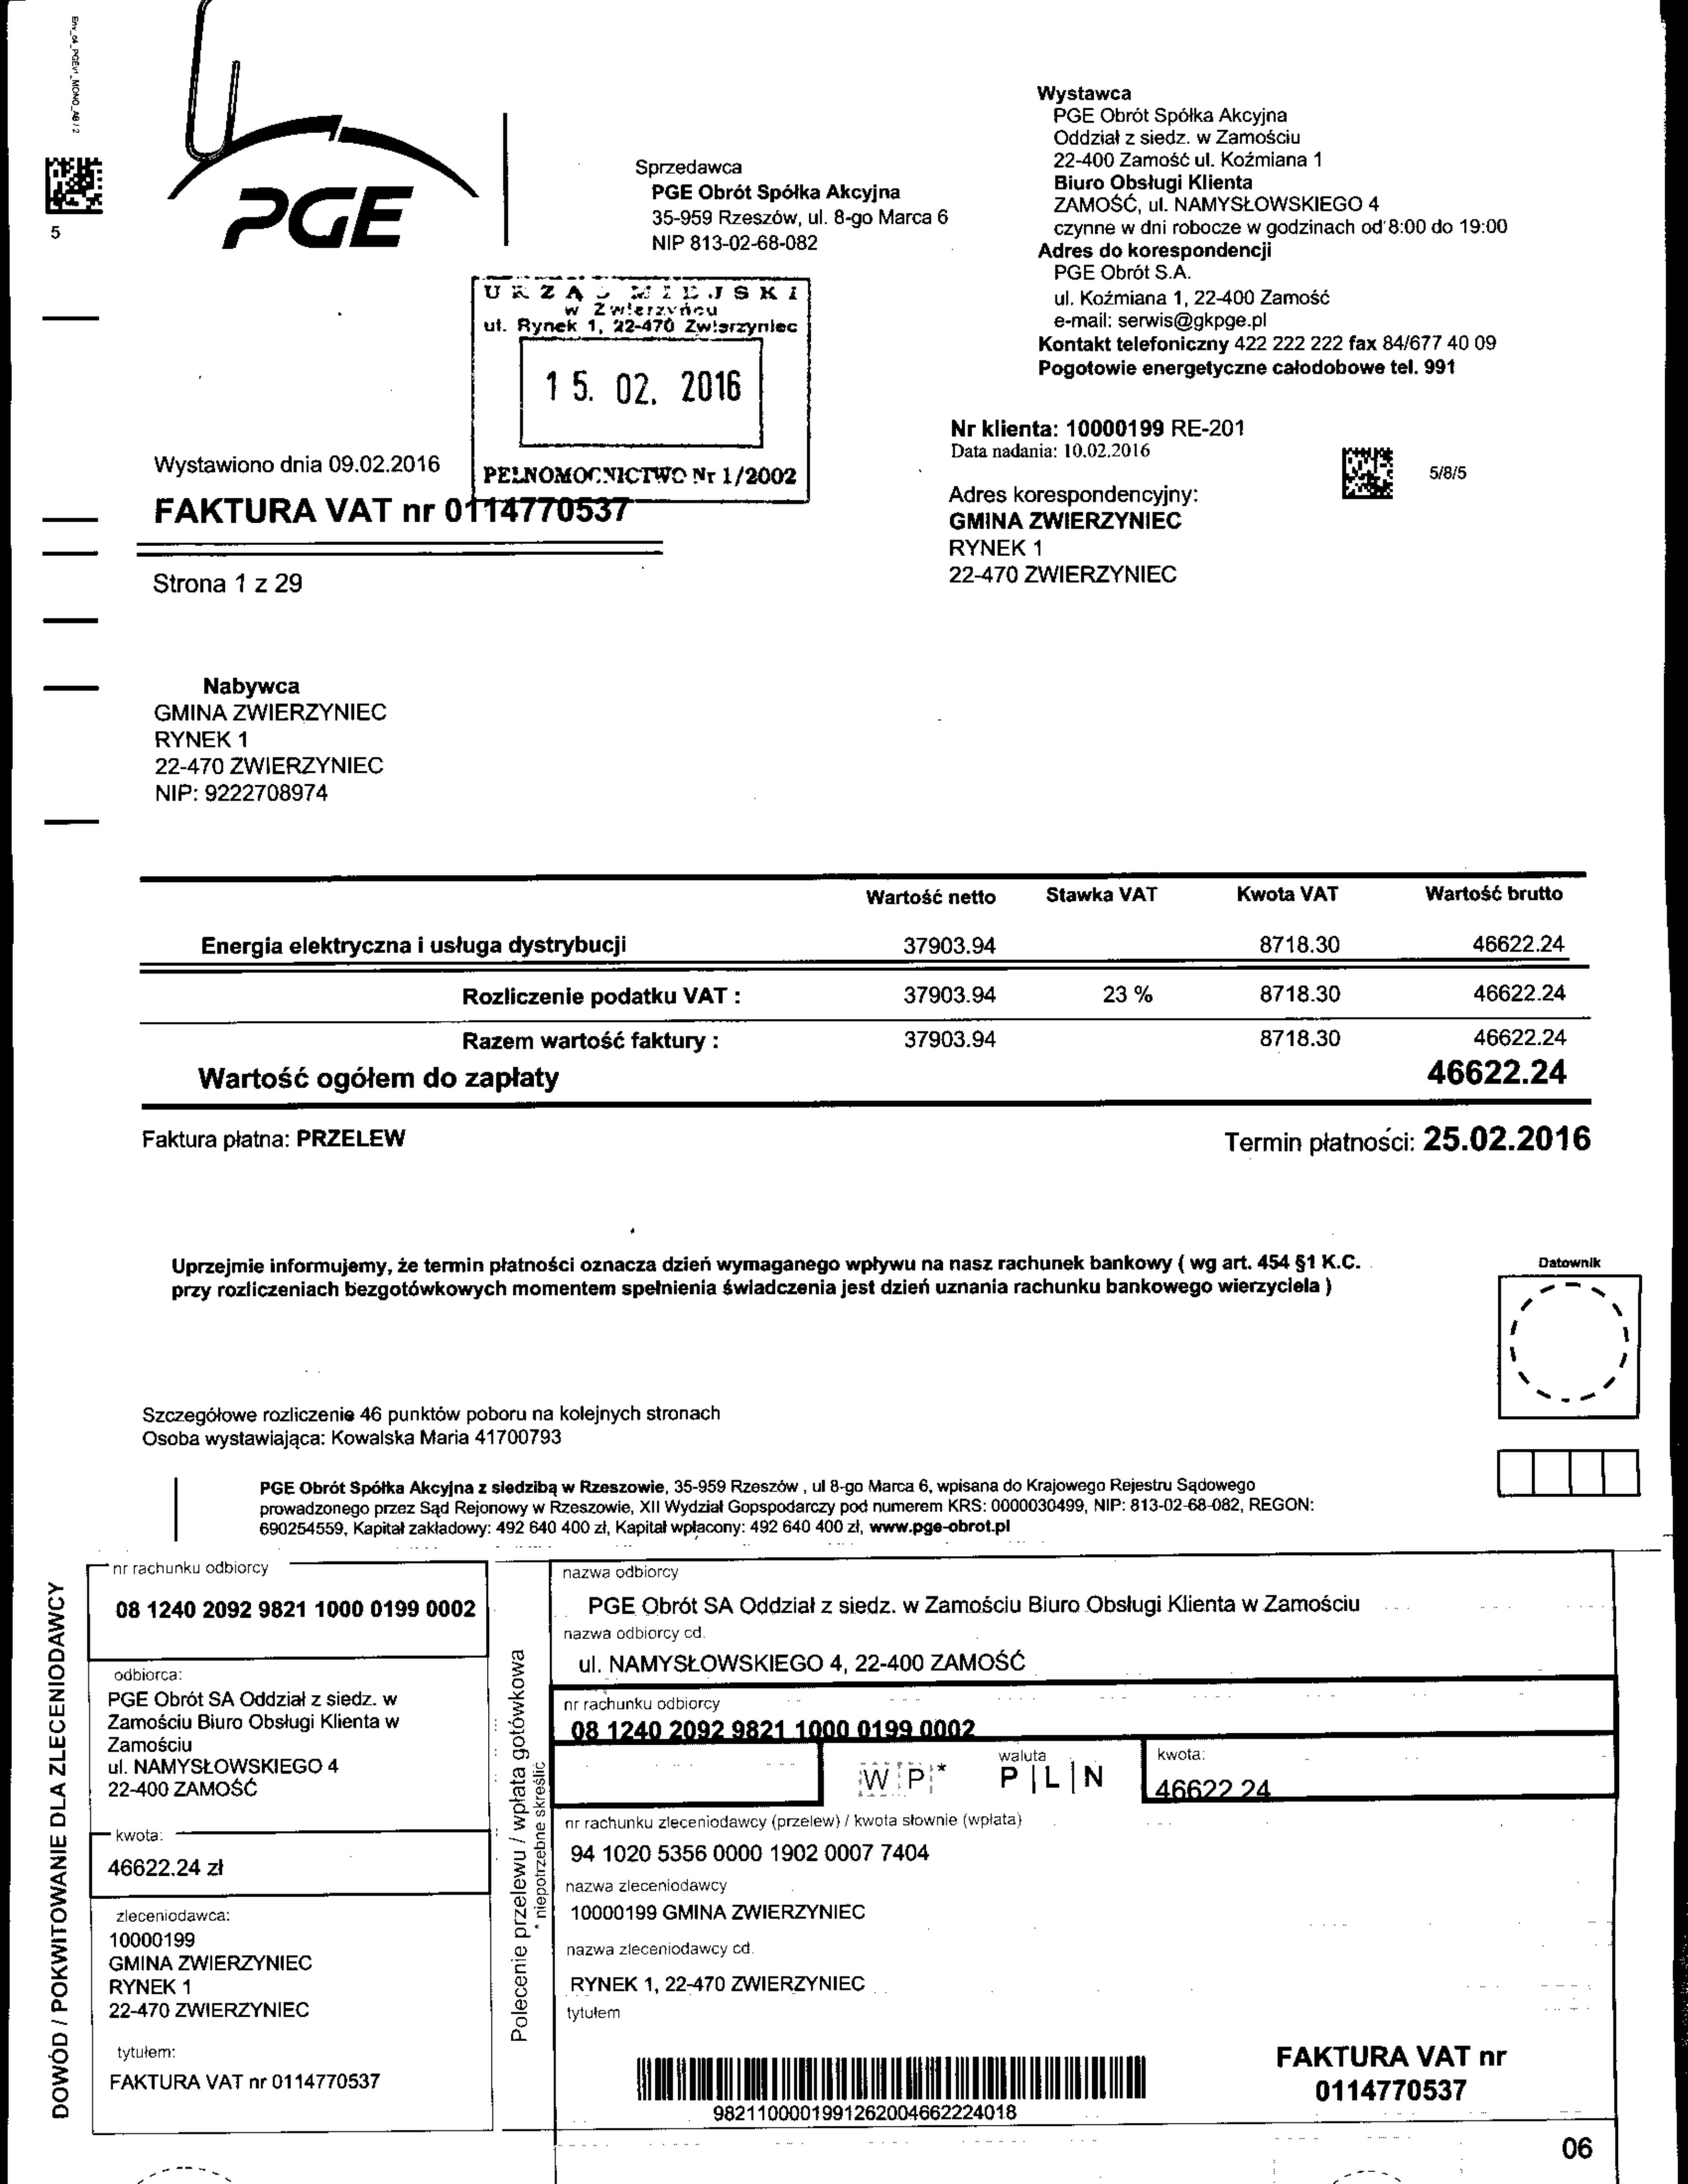 Env_c4_PGEv1_MONO_AB / 2
5
PGE
Sprzedawca
PGE Obrót Spółka Akcyjna
35-959 Rzeszów, ul. 8-go Marca 6
NIP 813-02-68-082
Wystawca
PGE Obrót Spółka Akcyjna
Oddział z siedz. w Zamościu
22-400 Zamość ul. Koźmiana 1
Biuro Obsługi Klienta
ZAMOŚĆ, ul. NAMYSŁOWSKIEGO 4
czynne w dni robocze w godzinach od 8:00 do 19:00
Adres do korespondencji
PGE Obrót S.A.
ul. Koźmiana 1, 22-400 Zamość
e-mail: serwis@gkpge.pl
Kontakt telefoniczny 422 222 222 fax 84/677 40 09
Pogotowie energetyczne całodobowe tel. 991
URZĄD MIEJSKI
w Zwierzyńcu
ul. Rynek 1, 22-470 Zwierzyniec
15. 02. 2016
PEŁNOMOCNICTWO Nr 1/2002
Nr klienta: 10000199 RE-201
Data nadania: 10.02.2016
5/8/5
Adres korespondencyjny:
GMINA ZWIERZYNIEC
RYNEK 1
22-470 ZWIERZYNIEC
Wystawiono dnia 09.02.2016
FAKTURA VAT nr 0114770537
Strona 1 z 29
Nabywca
GMINA ZWIERZYNIEC
RYNEK 1
22-470 ZWIERZYNIEC
NIP: 9222708974
Wartość netto Stawka VAT Kwota VAT Wartość brutto
Energia elektryczna i usługa dystrybucji 37903.94 8718.30 46622.24
Rozliczenie podatku VAT : 37903.94 23 % 8718.30 46622.24
Razem wartość faktury : 37903.94 8718.30 46622.24
Wartość ogółem do zapłaty 46622.24
Faktura płatna: PRZELEW Termin płatności: 25.02.2016
Uprzejmie informujemy, że termin płatności oznacza dzień wymaganego wpływu na nasz rachunek bankowy ( wg art. 454 §1 K.C.
przy rozliczeniach bezgotówkowych momentem spełnienia świadczenia jest dzień uznania rachunku bankowego wierzyciela )
Datownik
Szczegółowe rozliczenie 46 punktów poboru na kolejnych stronach
Osoba wystawiająca: Kowalska Maria 41700793
PGE Obrót Spółka Akcyjna z siedzibą w Rzeszowie, 35-959 Rzeszów , ul 8-go Marca 6, wpisana do Krajowego Rejestru Sądowego
prowadzonego przez Sąd Rejonowy w Rzeszowie, XII Wydział Gopspodarczy pod numerem KRS: 0000030499, NIP: 813-02-68-082, REGON:
690254559, Kapitał zakładowy: 492 640 400 zł, Kapitał wpłacony: 492 640 400 zł, www.pge-obrot.pl
DOWÓD / POKWITOWANIE DLA ZLECENIODAWCY
nr rachunku odbiorcy
08 1240 2092 9821 1000 0199 0002
odbiorca:
PGE Obrót SA Oddział z siedz. w
Zamościu Biuro Obsługi Klienta w
Zamościu
ul. NAMYSŁOWSKIEGO 4
22-400 ZAMOŚĆ
kwota:
46622.24 zł
zleceniodawca:
10000199
GMINA ZWIERZYNIEC
RYNEK 1
22-470 ZWIERZYNIEC
tytułem:
FAKTURA VAT nr 0114770537
Polecenie przelewu / wpłata gotówkowa
* niepotrzebne skreślic
nazwa odbiorcy
PGE Obrót SA Oddział z siedz. w Zamościu Biuro Obsługi Klienta w Zamościu
nazwa odbiorcy cd.
ul. NAMYSŁOWSKIEGO 4, 22-400 ZAMOŚĆ
nr rachunku odbiorcy
08 1240 2092 9821 1000 0199 0002
W P * waluta PLN kwota: 46622.24
nr rachunku zleceniodawcy (przelew) / kwota słownie (wpłata)
94 1020 5356 0000 1902 0007 7404
nazwa zleceniodawcy
10000199 GMINA ZWIERZYNIEC
nazwa zleceniodawcy cd.
RYNEK 1, 22-470 ZWIERZYNIEC
tytułem
FAKTURA VAT nr
0114770537
9821100001991262004662224018
06